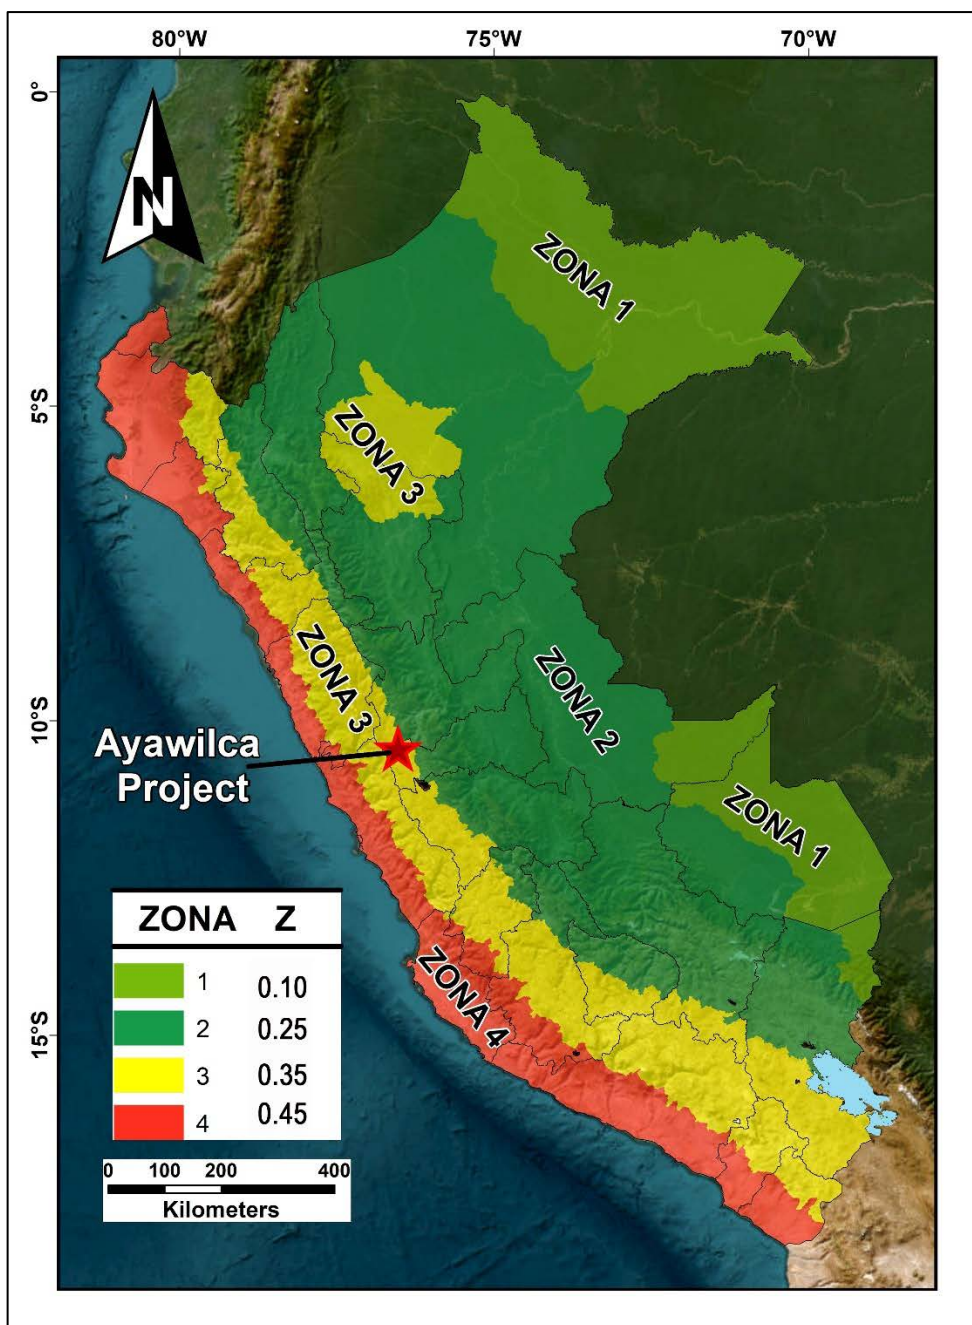 80°W 75°W 70°W
0°
N
ZONA 1
5°S
ZONA 3
ZONA 3
ZONA 2
10°S
Ayawilca
Project
ZONA 1
ZONA Z
1 0.10
2 0.25
3 0.35
4 0.45
ZONA 4
15°S
0 100 200 400
Kilometers